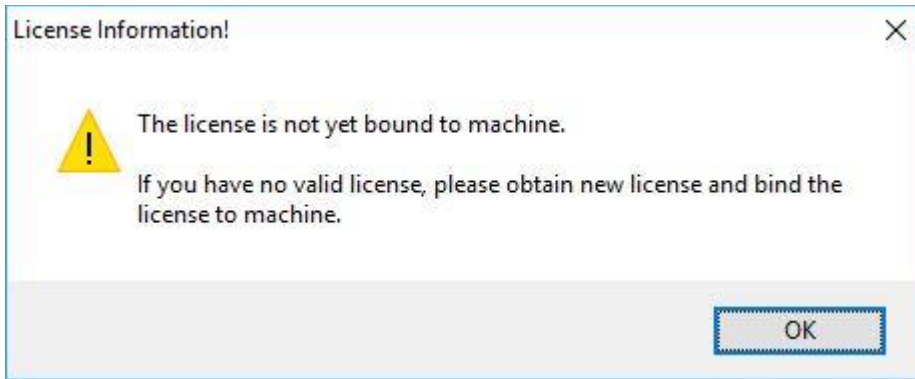 License Information!
The license is not yet bound to machine.
If you have no valid license, please obtain new license and bind the
license to machine.
OK